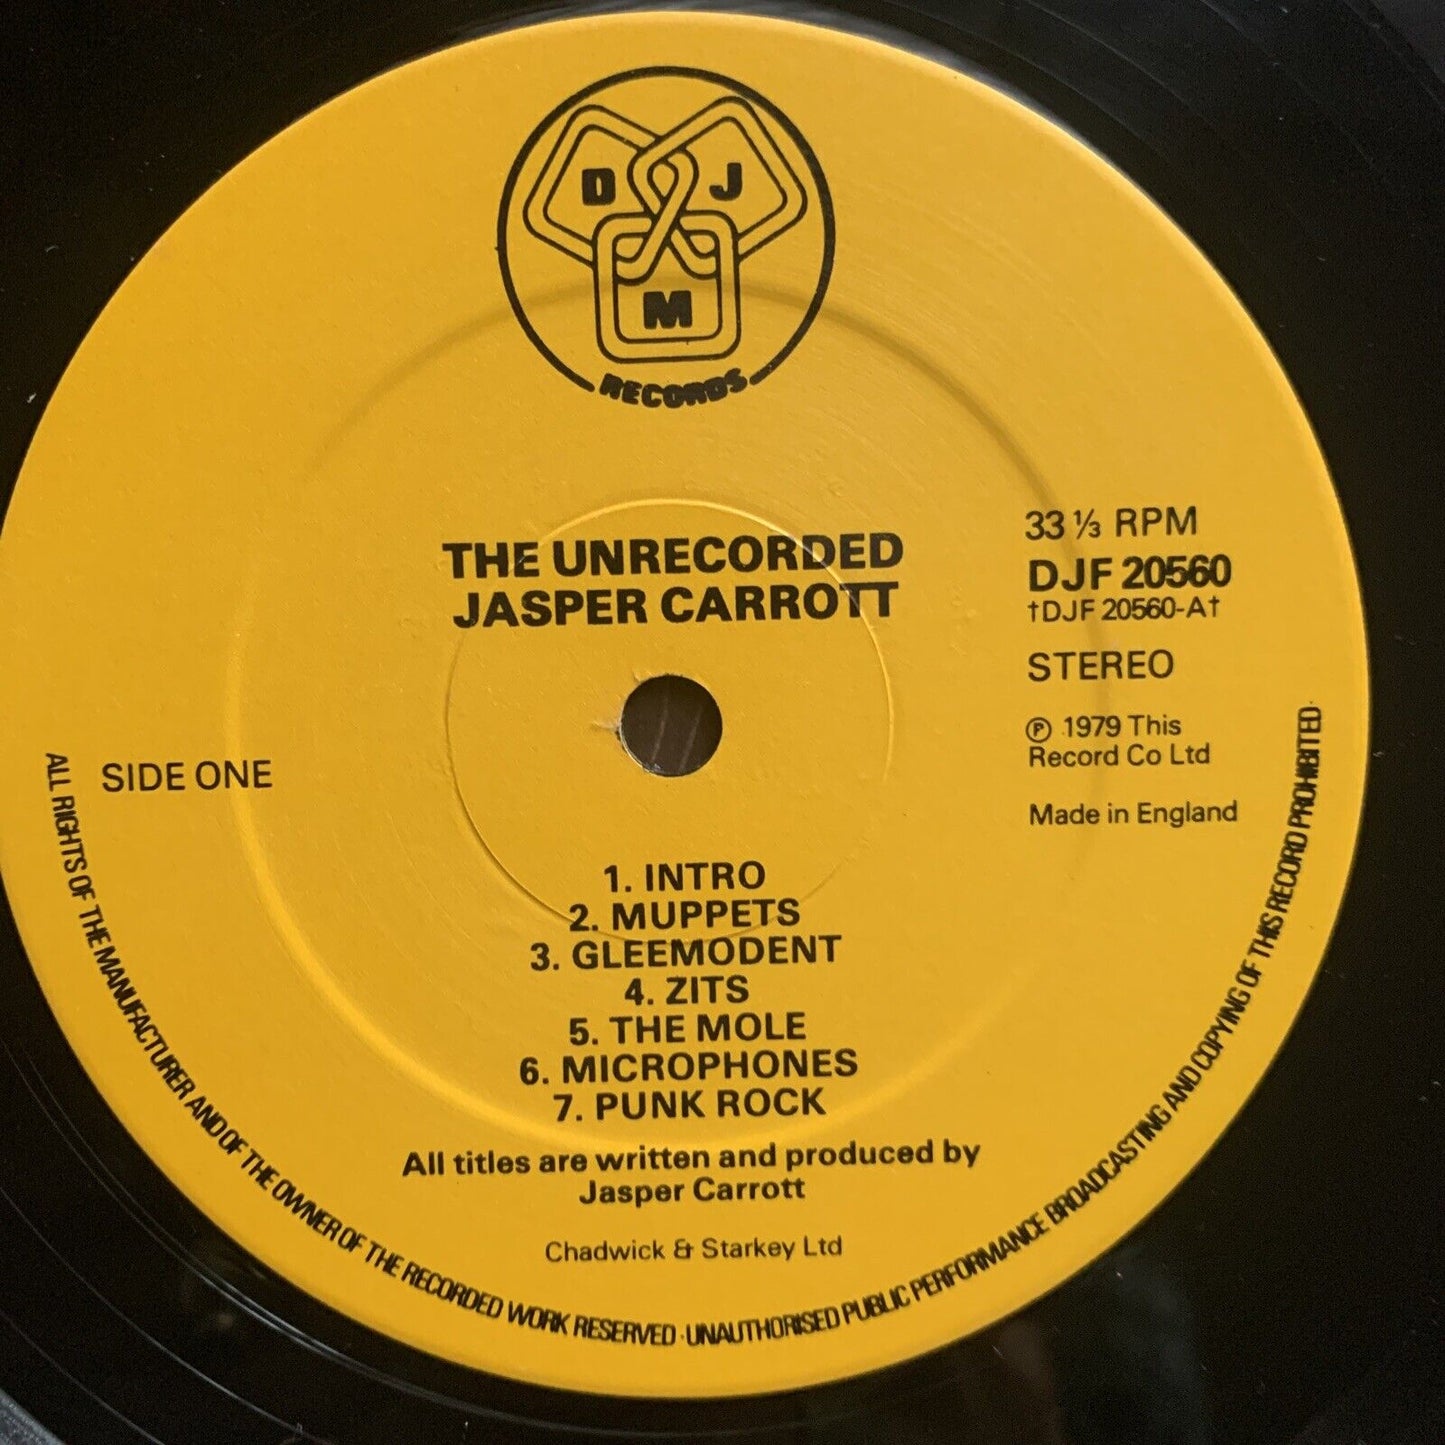 D J
M
RECORDS
THE UNRECORDED
JASPER CARROTT
33 ⅓ RPM
DJF 20560
†DJF 20560-A†
STEREO
℗ 1979 This
Record Co Ltd
Made in England
SIDE ONE
1. INTRO
2. MUPPETS
3. GLEEMODENT
4. ZITS
5. THE MOLE
6. MICROPHONES
7. PUNK ROCK
All titles are written and produced by
Jasper Carrott
Chadwick & Starkey Ltd
ALL RIGHTS OF THE MANUFACTURER AND OF THE OWNER OF THE RECORDED WORK RESERVED · UNAUTHORISED PUBLIC PERFORMANCE BROADCASTING AND COPYING OF THIS RECORD PROHIBITED·